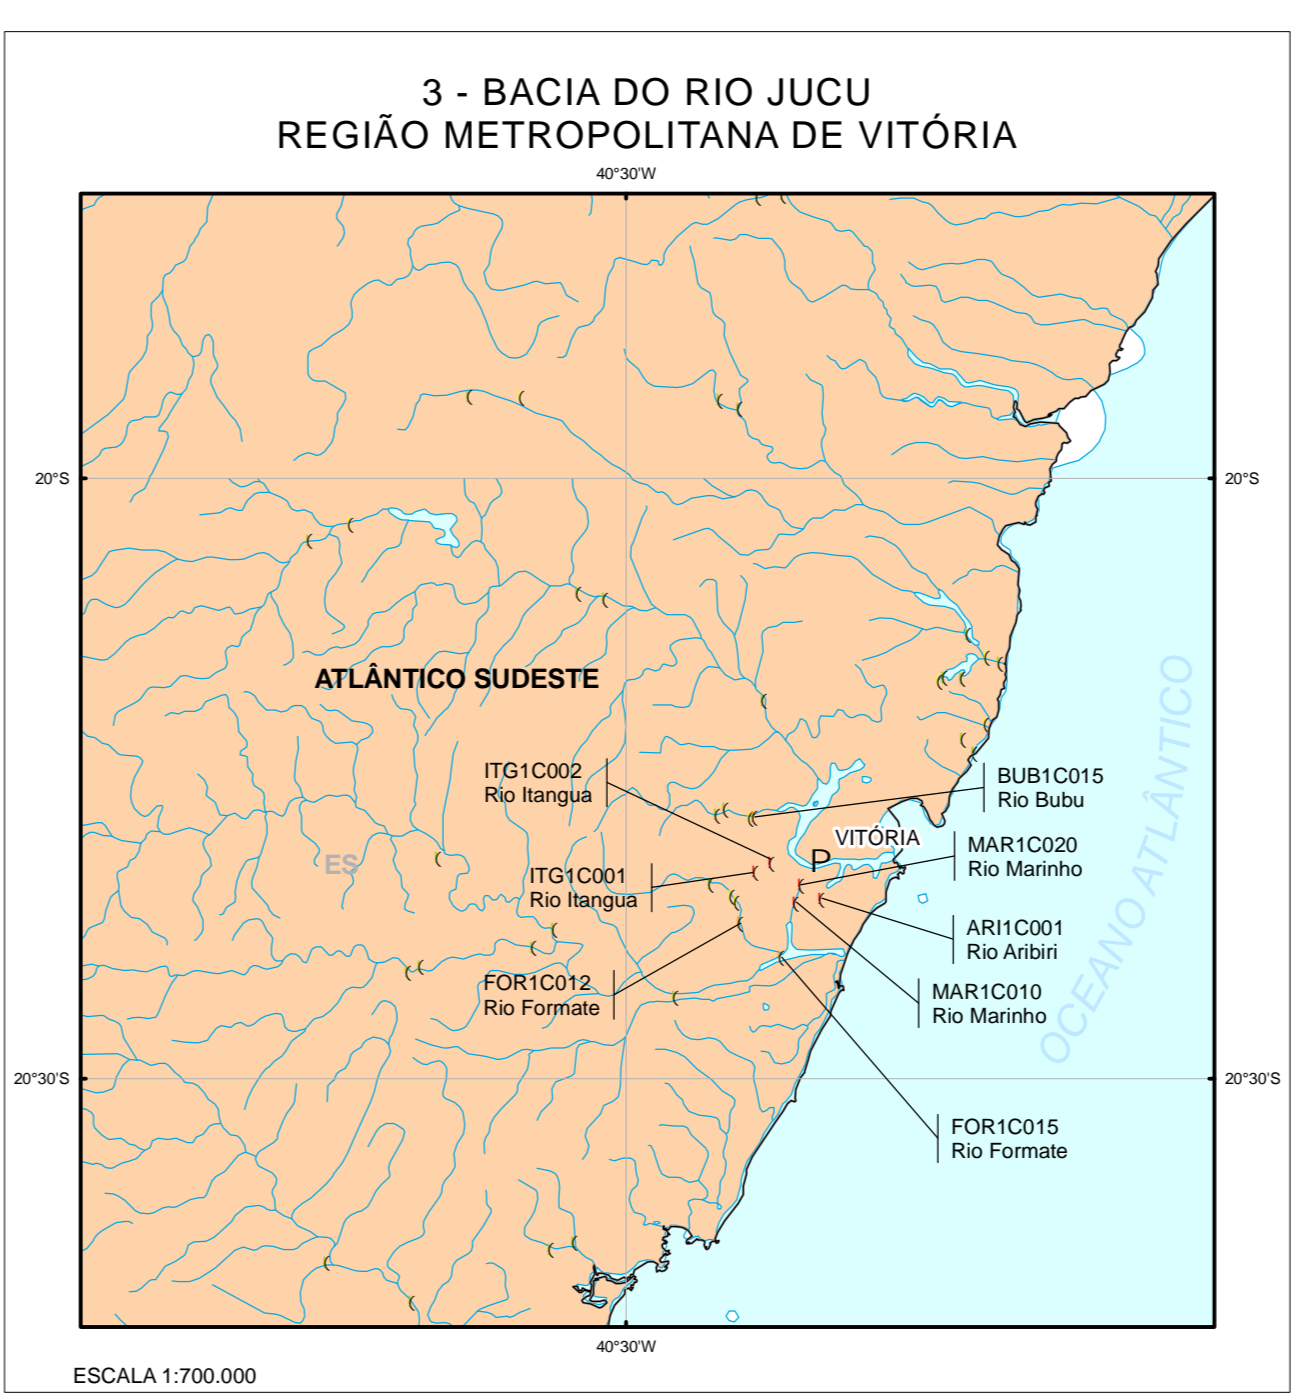 3 - BACIA DO RIO JUCU
REGIÃO METROPOLITANA DE VITÓRIA
40°30'W
20°S
20°S
ATLÂNTICO SUDESTE
OCEANO ATLÂNTICO
ITG1C002
Rio Itangua
BUB1C015
Rio Bubu
VITÓRIA
P
MAR1C020
Rio Marinho
ES
ITG1C001
Rio Itangua
ARI1C001
Rio Aribiri
FOR1C012
Rio Formate
MAR1C010
Rio Marinho
20°30'S
20°30'S
FOR1C015
Rio Formate
40°30'W
ESCALA 1:700.000